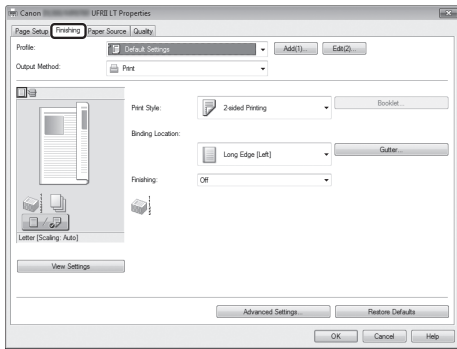 Canon UFRII LT Properties
Page Setup Finishing Paper Source Quality
Profile: Default Settings Add(1)... Edit(2)...
Output Method: Print
Print Style: 2-sided Printing Booklet...
Binding Location:
Long Edge [Left] Gutter...
Finishing: Off
Letter [Scaling: Auto]
View Settings
Advanced Settings... Restore Defaults
OK Cancel Help